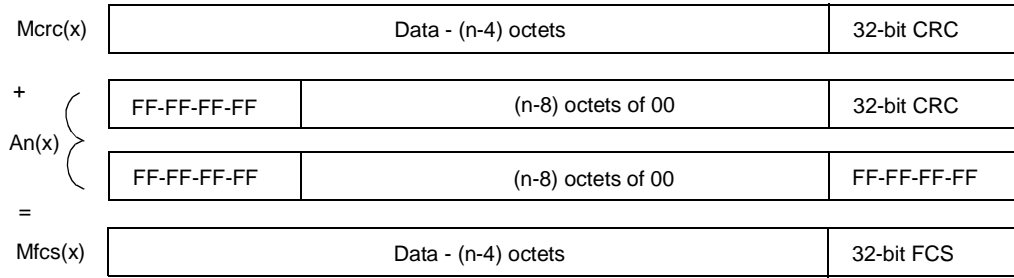 Mcrc(x) Data - (n-4) octets 32-bit CRC
+
FF-FF-FF-FF (n-8) octets of 00 32-bit CRC
An(x)
FF-FF-FF-FF (n-8) octets of 00 FF-FF-FF-FF
=
Mfcs(x) Data - (n-4) octets 32-bit FCS